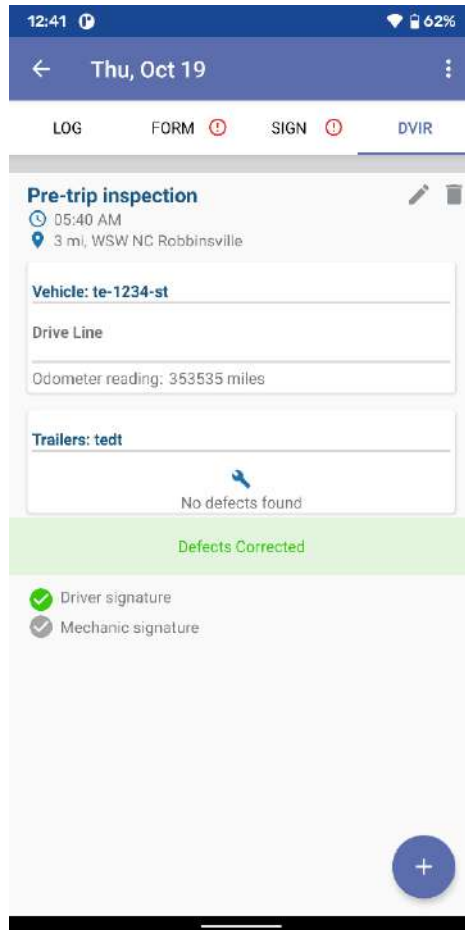 12:41 62%
Thu, Oct 19
LOG FORM SIGN DVIR
Pre-trip inspection
05:40 AM
3 mi, WSW NC Robbinsville
Vehicle: te-1234-st
Drive Line
Odometer reading: 353535 miles
Trailers: tedt
No defects found
Defects Corrected
Driver signature
Mechanic signature